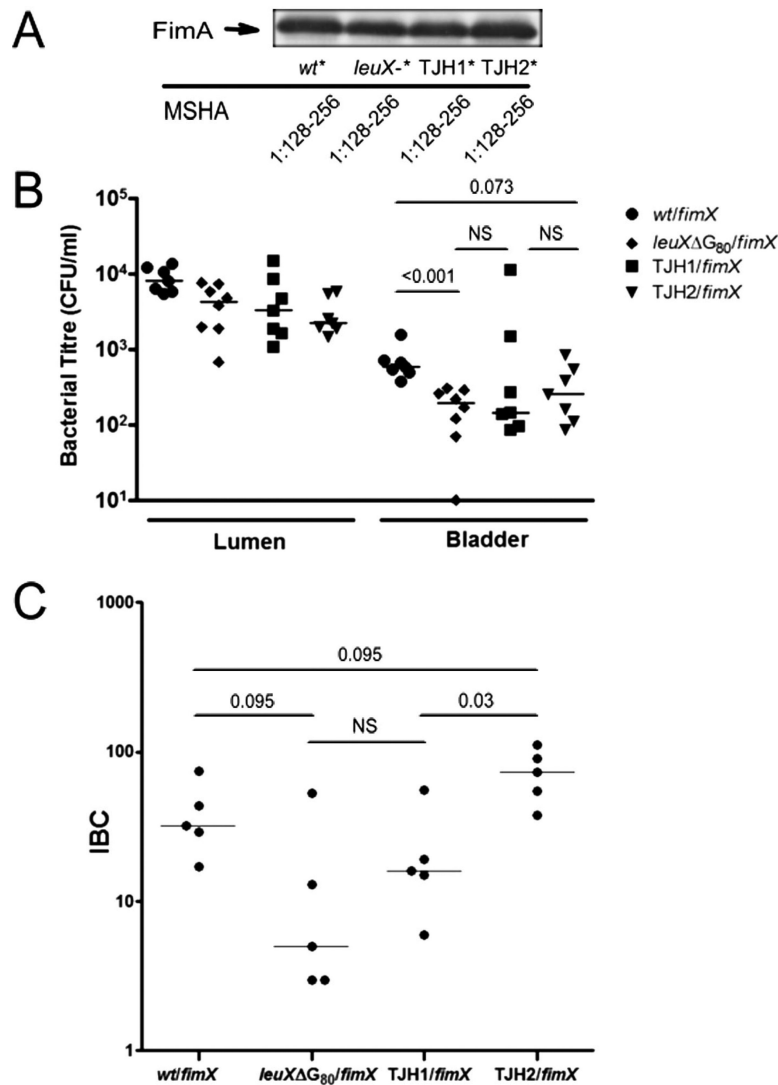 A
FimA
wt* leuX-* TJH1* TJH2*
MSHA
1:128-256 1:128-256 1:128-256 1:128-256
B
Bacterial Titre (CFU/ml)
10⁵
10⁴
10³
10²
10¹
0.073
NS NS
<0.001
wt/fimX
leuXΔG₈₀/fimX
TJH1/fimX
TJH2/fimX
Lumen Bladder
C
IBC
1000
100
10
1
0.095
0.095 0.03
NS
wt/fimX leuXΔG₈₀/fimX TJH1/fimX TJH2/fimX